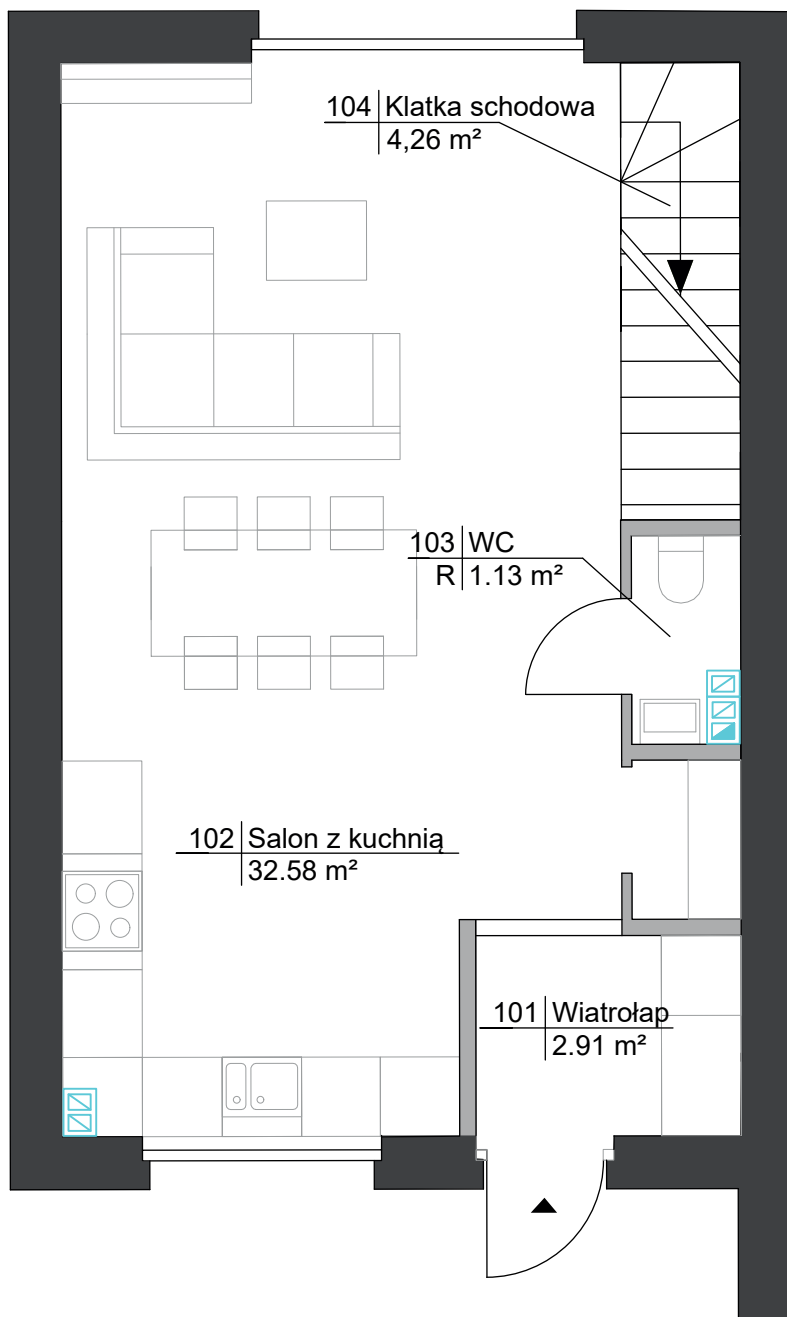 104 Klatka schodowa
4,26 m²
103 WC
R 1.13 m²
102 Salon z kuchnią
32.58 m²
101 Wiatrołap
2.91 m²